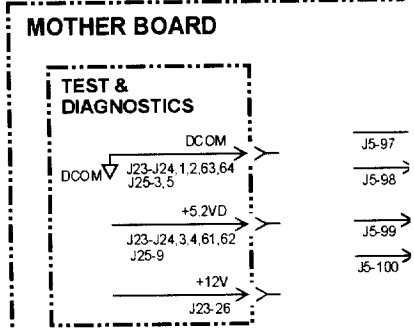 MOTHER BOARD
TEST &
DIAGNOSTICS
DCOM
DCOM
J23-J24,1,2,63,64
J25-3,5
+5.2VD
J23-J24,3,4,61,62
J25-9
+12V
J23-26
J5-97
J5-98
J5-99
J5-100